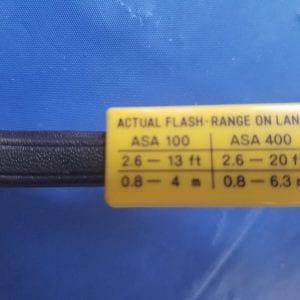 ACTUAL FLASH-RANGE ON LAN
ASA 100 ASA 400
2.6 — 13 ft 2.6 — 20 f
0.8 — 4 m 0.8 — 6.3